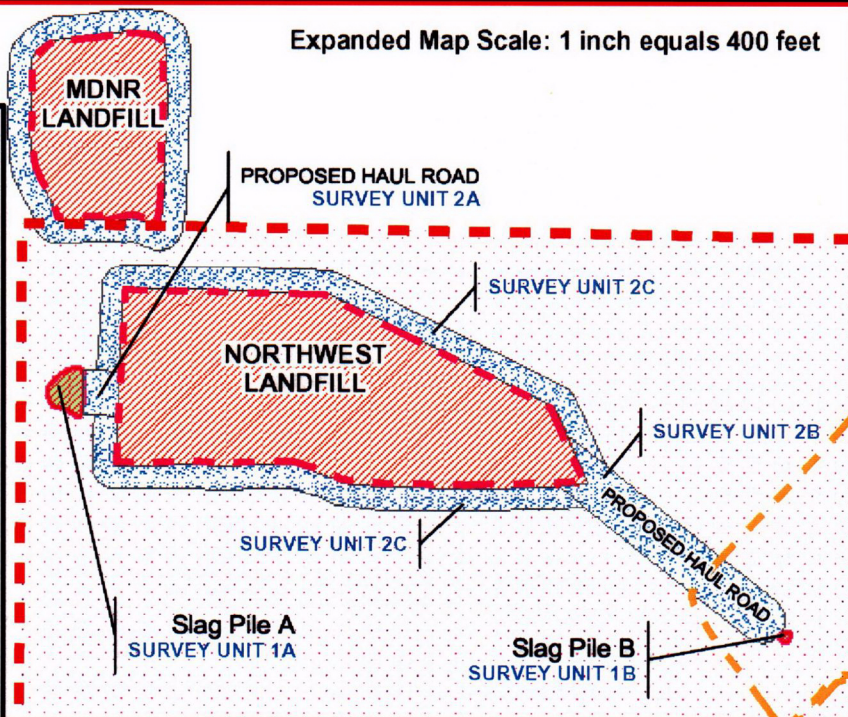 Expanded Map Scale: 1 inch equals 400 feet
MDNR
LANDFILL
PROPOSED HAUL ROAD
SURVEY UNIT 2A
SURVEY UNIT 2C
NORTHWEST
LANDFILL
SURVEY UNIT 2B
PROPOSED HAUL ROAD
SURVEY UNIT 2C
Slag Pile A
SURVEY UNIT 1A
Slag Pile B
SURVEY UNIT 1B